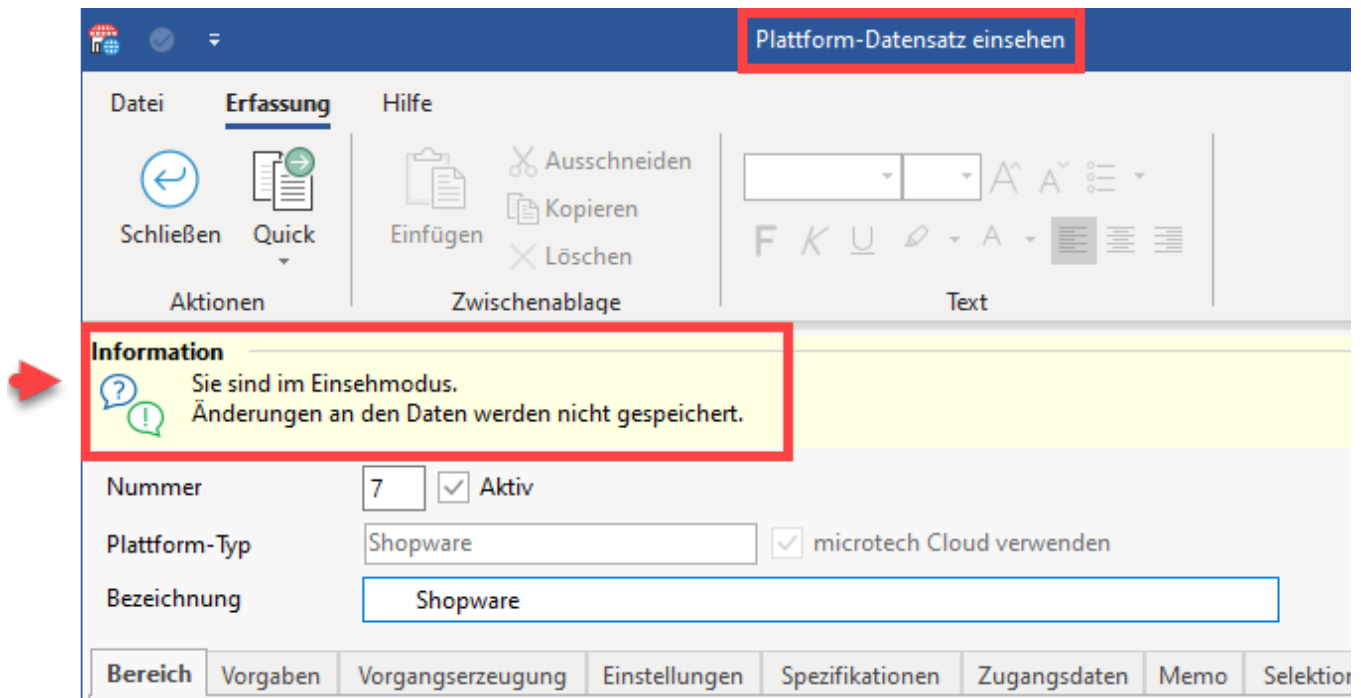 Plattform-Datensatz einsehen
Datei Erfassung Hilfe
Schließen Quick Einfügen Ausschneiden
Kopieren
Löschen
F K U A
Aktionen Zwischenablage Text
Information
Sie sind im Einsehmodus.
Änderungen an den Daten werden nicht gespeichert.
Nummer 7 Aktiv
Plattform-Typ Shopware microtech Cloud verwenden
Bezeichnung Shopware
Bereich Vorgaben Vorgangserzeugung Einstellungen Spezifikationen Zugangsdaten Memo Selektion